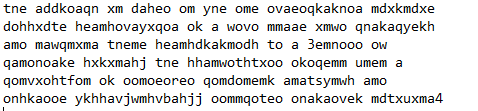 tne addkoaqn xm daheo om yne ome ovaeoqkaknoa mdxkmdxe
dohhxdte heamhovayxqoa ok a wovo mmaae xmwo qnakaqyekh
amo mawqmxma tneme heamhdkakmodh to a 3emnooo ow
qamonoake hxkxmahj tne hhamwothtxoo okoqemm umem a
qomvxohtfom ok oomoeoreo qomdomemk amatsymwh amo
onhkaooe ykhhavjwmhvbahjj oommqoteo onakaovek mdtxuxma4